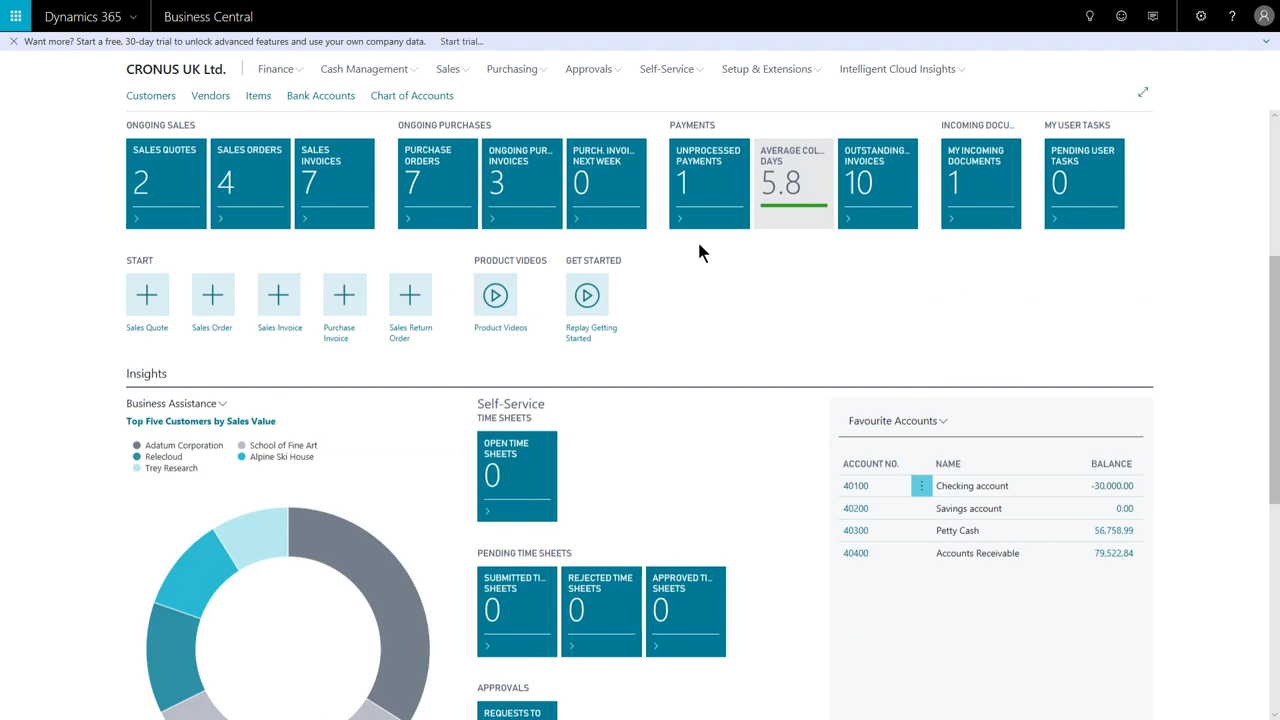 Dynamics 365 Business Central
Want more? Start a free, 30-day trial to unlock advanced features and use your own company data. Start trial...
CRONUS UK Ltd. Finance Cash Management Sales Purchasing Approvals Self-Service Setup & Extensions Intelligent Cloud Insights
Customers Vendors Items Bank Accounts Chart of Accounts
ONGOING SALES
SALES QUOTES
2
SALES ORDERS
4
SALES
INVOICES
7
ONGOING PURCHASES
PURCHASE
ORDERS
7
ONGOING PUR...
INVOICES
3
PURCH. INVOI...
NEXT WEEK
0
PAYMENTS
UNPROCESSED
PAYMENTS
1
AVERAGE COL...
DAYS
5.8
OUTSTANDING...
INVOICES
10
INCOMING DOCU...
MY INCOMING
DOCUMENTS
1
MY USER TASKS
PENDING USER
TASKS
0
START
Sales Quote
Sales Order
Sales Invoice
Purchase
Invoice
Sales Return
Order
PRODUCT VIDEOS
Product Videos
GET STARTED
Replay Getting
Started
Insights
Business Assistance
Top Five Customers by Sales Value
Adatum Corporation School of Fine Art
Relecloud Alpine Ski House
Trey Research
Self-Service
TIME SHEETS
OPEN TIME
SHEETS
0
PENDING TIME SHEETS
SUBMITTED TI...
SHEETS
0
REJECTED TIME
SHEETS
0
APPROVED TI...
SHEETS
0
APPROVALS
REQUESTS TO
Favourite Accounts
ACCOUNT NO. NAME BALANCE
40100 Checking account -30,000.00
40200 Savings account 0.00
40300 Petty Cash 56,758.99
40400 Accounts Receivable 79,522.84